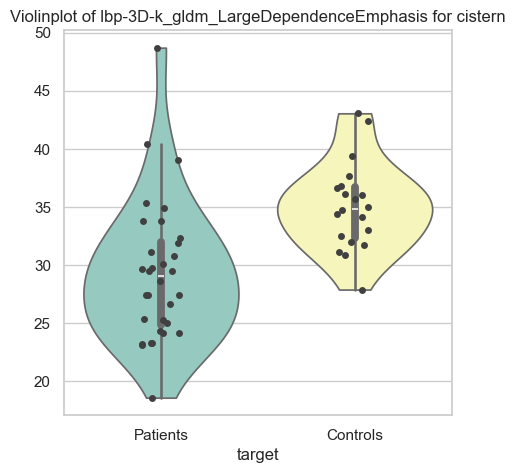 Violinplot of lbp-3D-k_gldm_LargeDependenceEmphasis for cistern
50
45
40
35
30
25
20
Patients
Controls
target